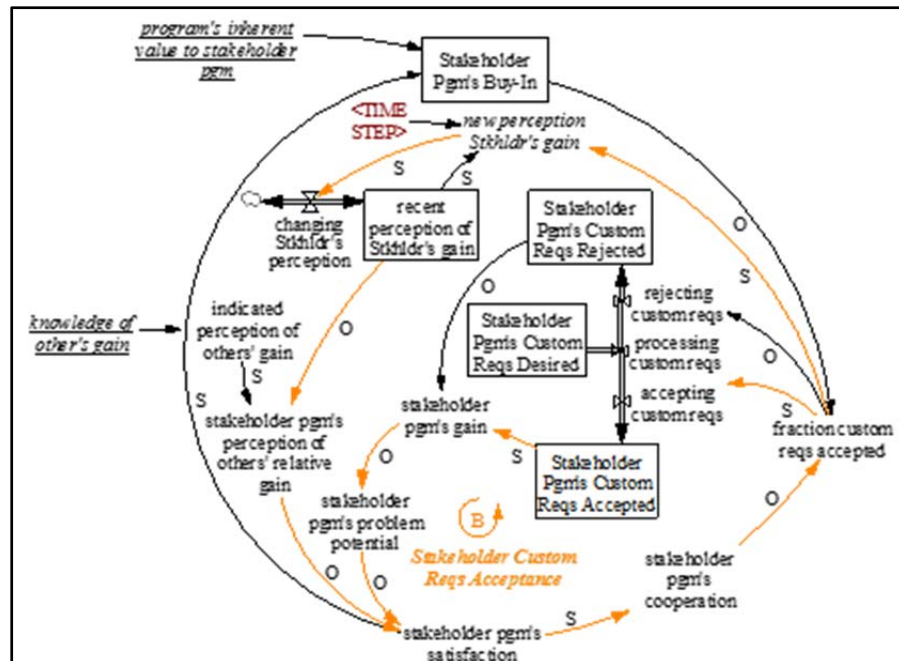 program's inherent
value to stakeholder
pgm
Stakeholder
Pgm's Buy-In
<TIME
STEP>
new perception
Stkhldr's gain
S
S
changing
Stkhldr's
perception
recent
perception of
Stkhldr's gain
Stakeholder
Pgm's Custom
Reqs Rejected
O
S
O
rejecting
custom reqs
knowledge of
other's gain
indicated
perception of
others' gain
O
Stakeholder
Pgm's Custom
Reqs Desired
processing
custom reqs
O
S
S
stakeholder pgm's
perception of
others' relative
gain
stakeholder
pgm's gain
accepting
custom reqs
S
fraction custom
reqs accepted
O
S
Stakeholder
Pgm's Custom
Reqs Accepted
stakeholder
pgm's problem
potential
B
Stakeholder Custom
Reqs Acceptance
O
O
O
stakeholder
pgm's
cooperation
S
stakeholder pgm's
satisfaction